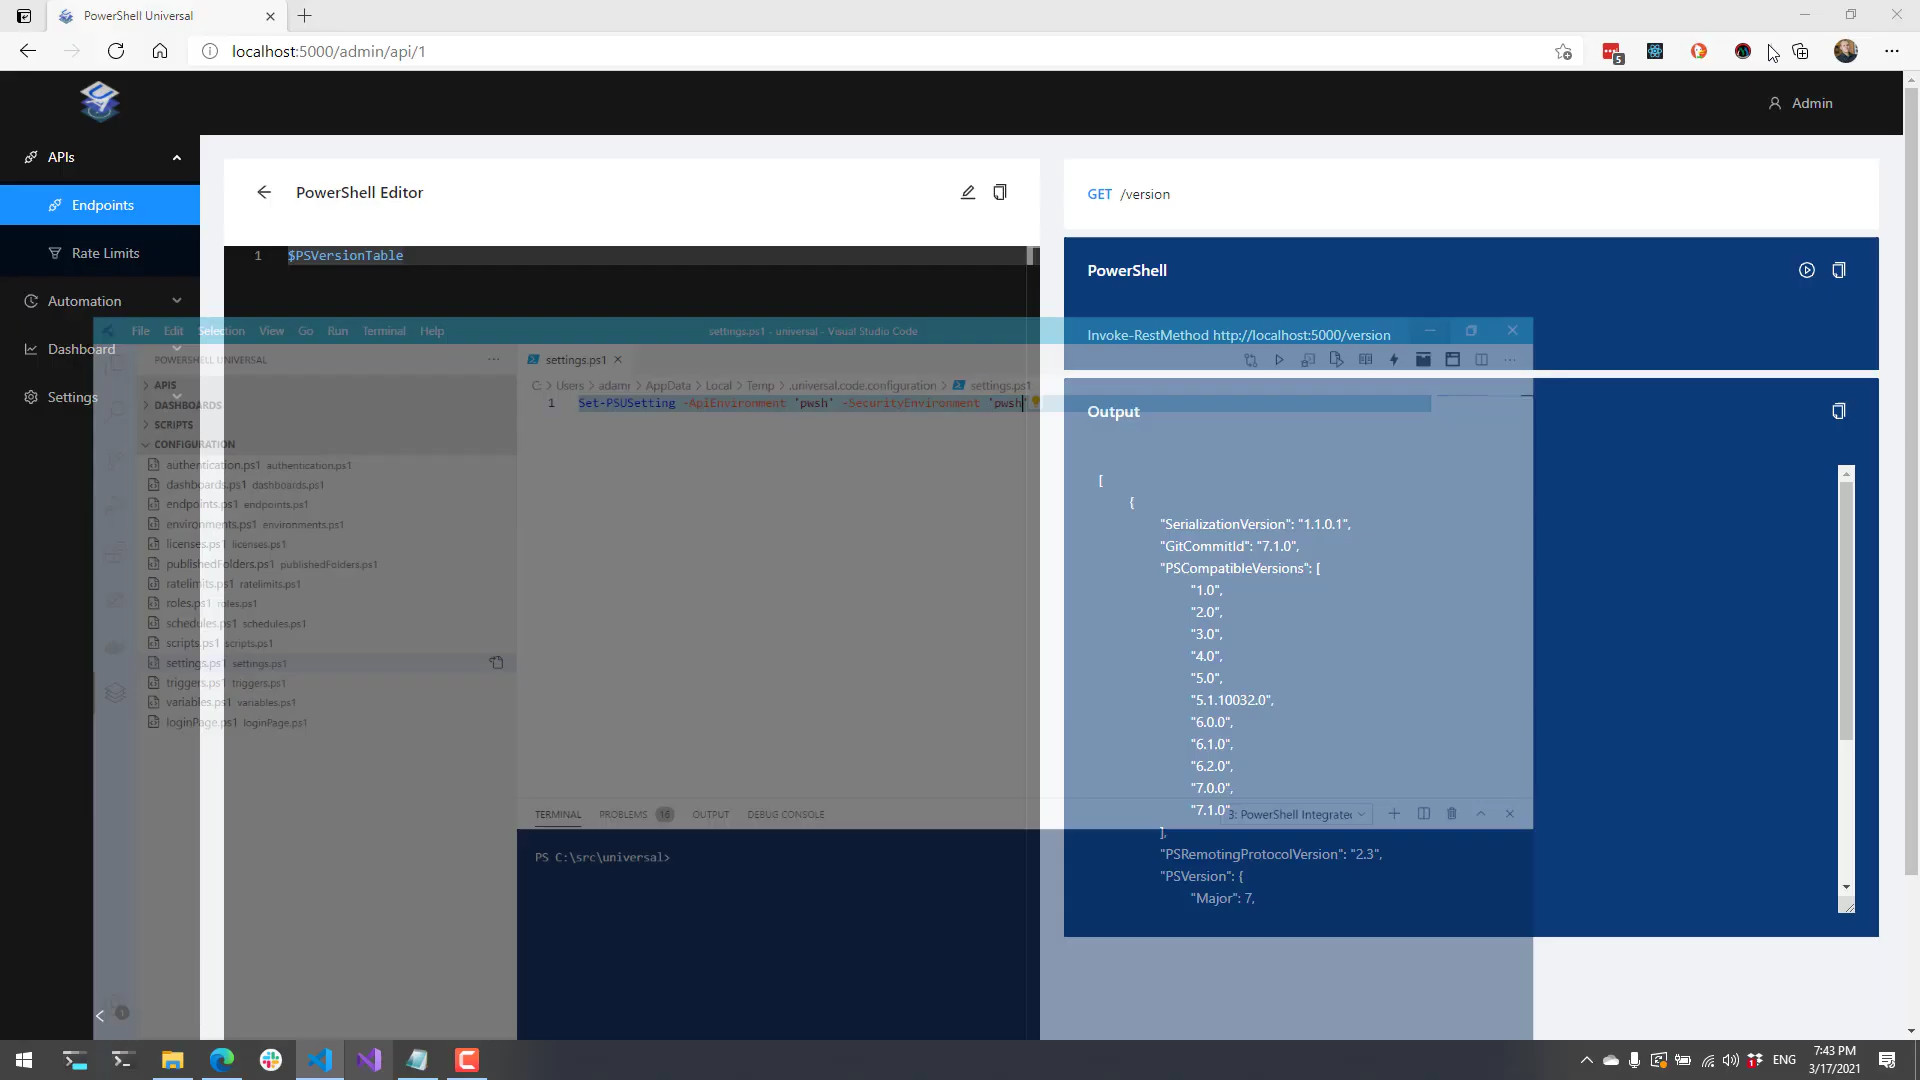 PowerShell Universal
localhost:5000/admin/api/1
5
Admin
APIs
Endpoints
Rate Limits
Automation
Dashboard
Settings
PowerShell Editor
1 $PSVersionTable
GET /version
PowerShell
Invoke-RestMethod http://localhost:5000/version
Output
[
{
"SerializationVersion": "1.1.0.1",
"GitCommitId": "7.1.0",
"PSCompatibleVersions": [
"1.0",
"2.0",
"3.0",
"4.0",
"5.0",
"5.1.10032.0",
"6.0.0",
"6.1.0",
"6.2.0",
"7.0.0",
"7.1.0"
],
"PSRemotingProtocolVersion": "2.3",
"PSVersion": {
"Major": 7,
File Edit Selection View Go Run Terminal Help
settings.ps1 - universal - Visual Studio Code
POWERSHELL UNIVERSAL
APIS
DASHBOARDS
SCRIPTS
CONFIGURATION
authentication.ps1 authentication.ps1
dashboards.ps1 dashboards.ps1
endpoints.ps1 endpoints.ps1
environments.ps1 environments.ps1
licenses.ps1 licenses.ps1
publishedFolders.ps1 publishedFolders.ps1
ratelimits.ps1 ratelimits.ps1
roles.ps1 roles.ps1
schedules.ps1 schedules.ps1
scripts.ps1 scripts.ps1
settings.ps1 settings.ps1
triggers.ps1 triggers.ps1
variables.ps1 variables.ps1
loginPage.ps1 loginPage.ps1
1
settings.ps1
C: > Users > adamr > AppData > Local > Temp > .universal.code.configuration > settings.ps1
1 Set-PSUSetting -ApiEnvironment 'pwsh' -SecurityEnvironment 'pwsh'
TERMINAL PROBLEMS 16 OUTPUT DEBUG CONSOLE
3: PowerShell Integrated
PS C:\src\universal>
ENG
7:43 PM
3/17/2021